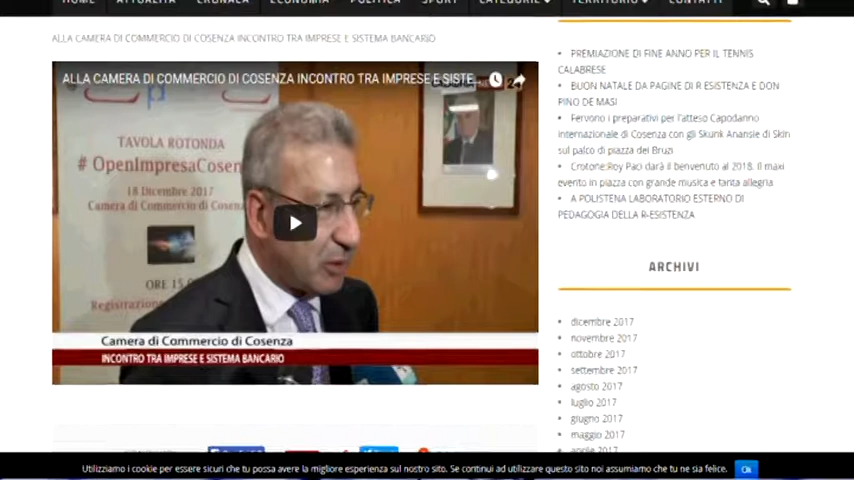 HOME ATTUALITÀ CRONACA ECONOMIA POLITICA SPORT CATEGORIE TERRITORIO CONTATTI
ALLA CAMERA DI COMMERCIO DI COSENZA INCONTRO TRA IMPRESE E SISTEMA BANCARIO
ALLA CAMERA DI COMMERCIO DI COSENZA INCONTRO TRA IMPRESE E SISTE...
24
TAVOLA ROTONDA
# OpenImpresaCosen
18 Dicembre 2017
Camera di Commercio di Cosenz
ORE 15.0
Registrazion
Camera di Commercio di Cosenza
INCONTRO TRA IMPRESE E SISTEMA BANCARIO
PREMIAZIONE DI FINE ANNO PER IL TENNIS
CALABRESE
BUON NATALE DA PAGINE DI R ESISTENZA E DON
PINO DE MASI
Fervono i preparativi per l'atteso Capodanno
internazionale di Cosenza con gli Skunk Anansie di Skin
sul palco di piazza dei Bruzi
Crotone:Roy Paci darà il benvenuto al 2018. Il maxi
evento in piazza con grande musica e tanta allegria
A POLISTENA LABORATORIO ESTERNO DI
PEDAGOGIA DELLA R-ESISTENZA
ARCHIVI
dicembre 2017
novembre 2017
ottobre 2017
settembre 2017
agosto 2017
luglio 2017
giugno 2017
maggio 2017
aprile 2017
Utilizziamo i cookie per essere sicuri che tu possa avere la migliore esperienza sul nostro sito. Se continui ad utilizzare questo sito noi assumiamo che tu ne sia felice.
Ok